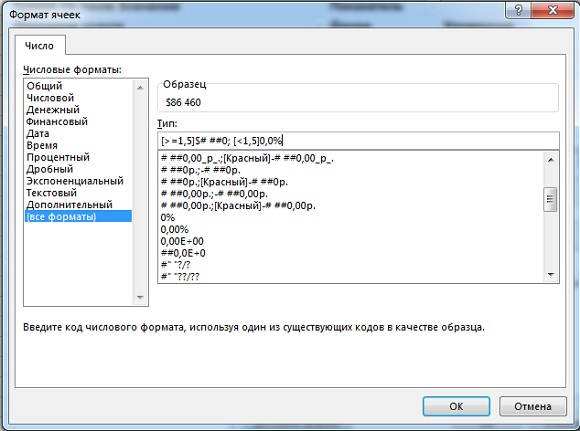 Формат ячеек
Число
Числовые форматы:
Общий
Числовой
Денежный
Финансовый
Дата
Время
Процентный
Дробный
Экспоненциальный
Текстовый
Дополнительный
(все форматы)
Образец
$86 460
Тип:
[>=1,5]$# ##0; [<1,5]0,0%
# ##0,00_р_.;[Красный]-# ##0,00_р_.
# ##0р.;-# ##0р.
# ##0р.;[Красный]-# ##0р.
# ##0,00р.;-# ##0,00р.
# ##0,00р.;[Красный]-# ##0,00р.
0%
0,00%
0,00E+00
##0,0E+0
#" "?/?
#" "??/??
Введите код числового формата, используя один из существующих кодов в качестве образца.
ОК
Отмена